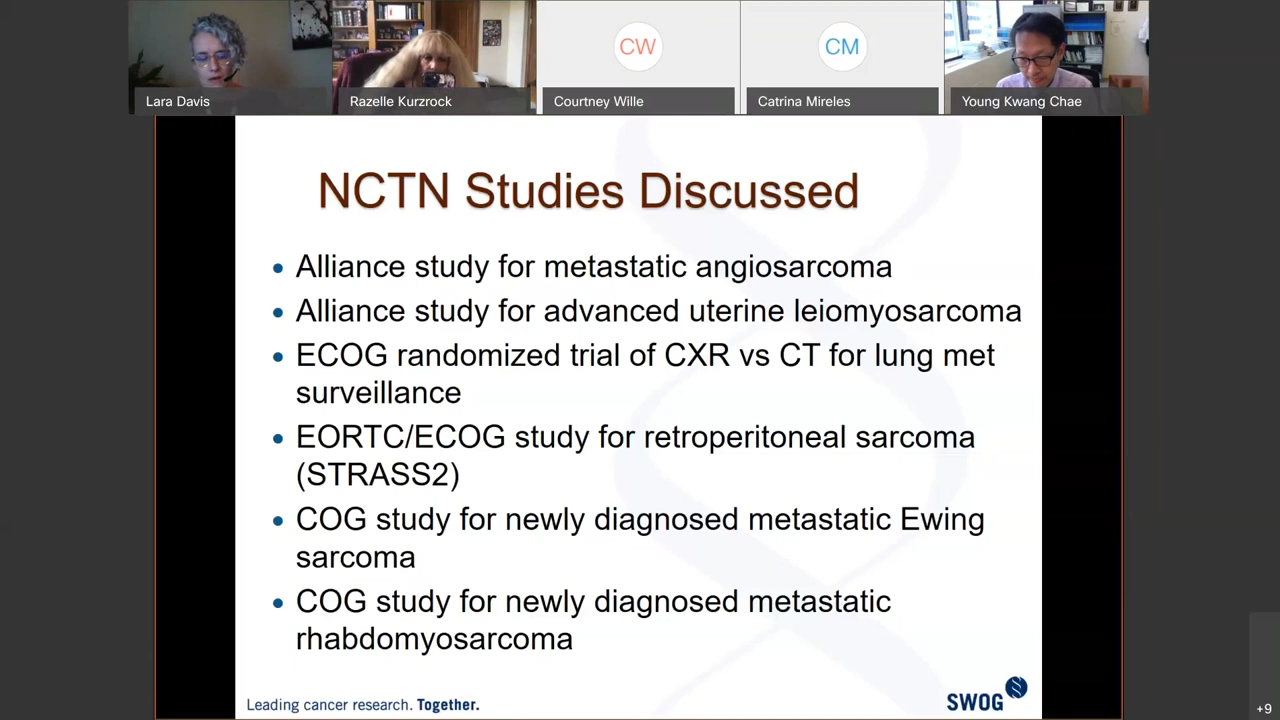 CW
CM
Lara Davis
Razelle Kurzrock
Courtney Wille
Catrina Mireles
Young Kwang Chae
NCTN Studies Discussed
• Alliance study for metastatic angiosarcoma
• Alliance study for advanced uterine leiomyosarcoma
• ECOG randomized trial of CXR vs CT for lung met
surveillance
• EORTC/ECOG study for retroperitoneal sarcoma
(STRASS2)
• COG study for newly diagnosed metastatic Ewing
sarcoma
• COG study for newly diagnosed metastatic
rhabdomyosarcoma
Leading cancer research. Together.
SWOG
+9